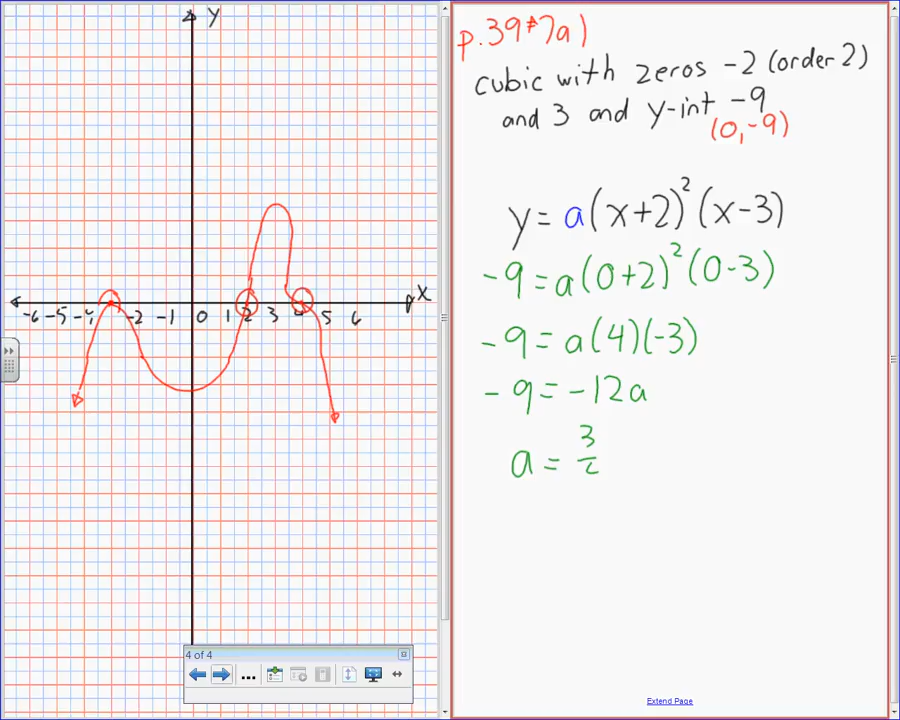 Y
X
-6 -5 -4 -2 -1 0 1 2 3 4 5 6
4 of 4
p.39#7a)
cubic with zeros -2 (order 2)
and 3 and y-int -9
(0,-9)
y=a(x+2)²(x-3)
-9=a(0+2)²(0-3)
-9=a(4)(-3)
-9=-12a
a=3/
Extend Page